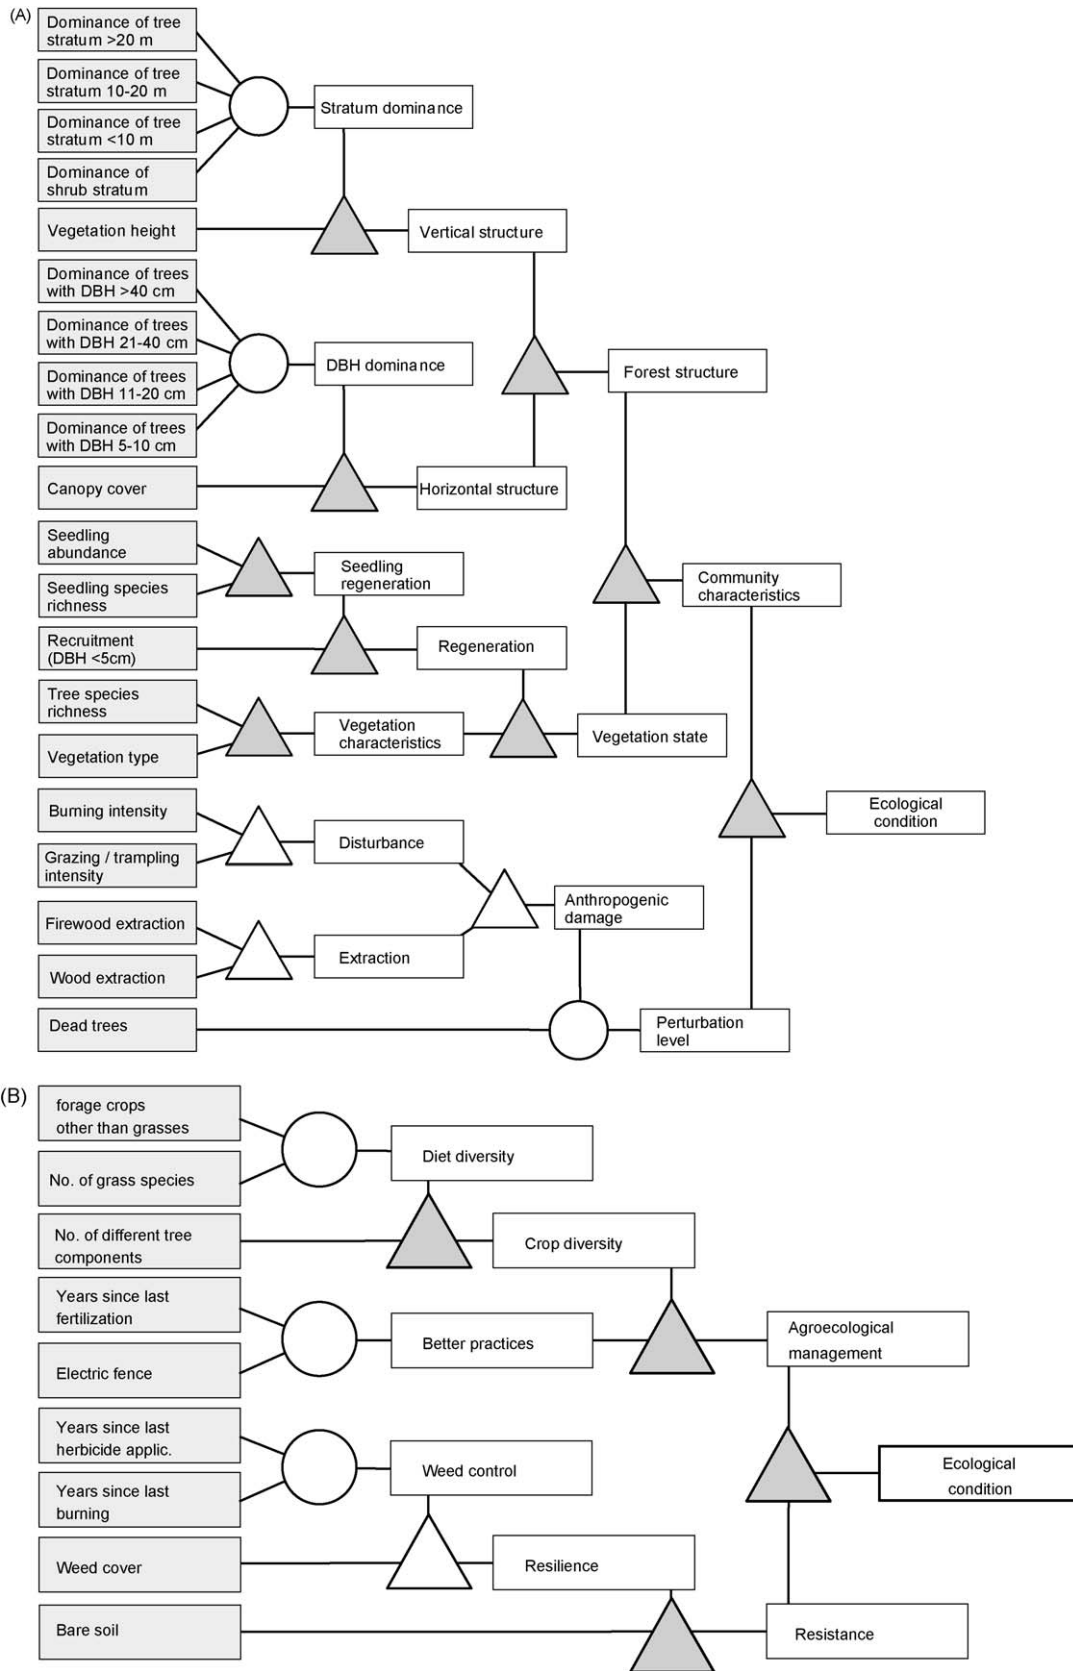 (A)
Dominance of tree
stratum >20 m
Dominance of tree
stratum 10-20 m
Stratum dominance
Dominance of tree
stratum <10 m
Dominance of
shrub stratum
Vegetation height
Vertical structure
Dominance of trees
with DBH >40 cm
Dominance of trees
with DBH 21-40 cm
DBH dominance
Forest structure
Dominance of trees
with DBH 11-20 cm
Dominance of trees
with DBH 5-10 cm
Canopy cover
Horizontal structure
Seedling
abundance
Seedling
regeneration
Community
characteristics
Seedling species
richness
Recruitment
(DBH <5cm)
Regeneration
Tree species
richness
Vegetation
characteristics
Vegetation state
Vegetation type
Burning intensity
Ecological
condition
Disturbance
Grazing / trampling
intensity
Anthropogenic
damage
Firewood extraction
Extraction
Wood extraction
Dead trees
Perturbation
level
(B)
forage crops
other than grasses
Diet diversity
No. of grass species
No. of different tree
components
Crop diversity
Years since last
fertilization
Agroecological
management
Better practices
Electric fence
Years since last
herbicide applic.
Weed control
Ecological
condition
Years since last
burning
Weed cover
Resilience
Bare soil
Resistance